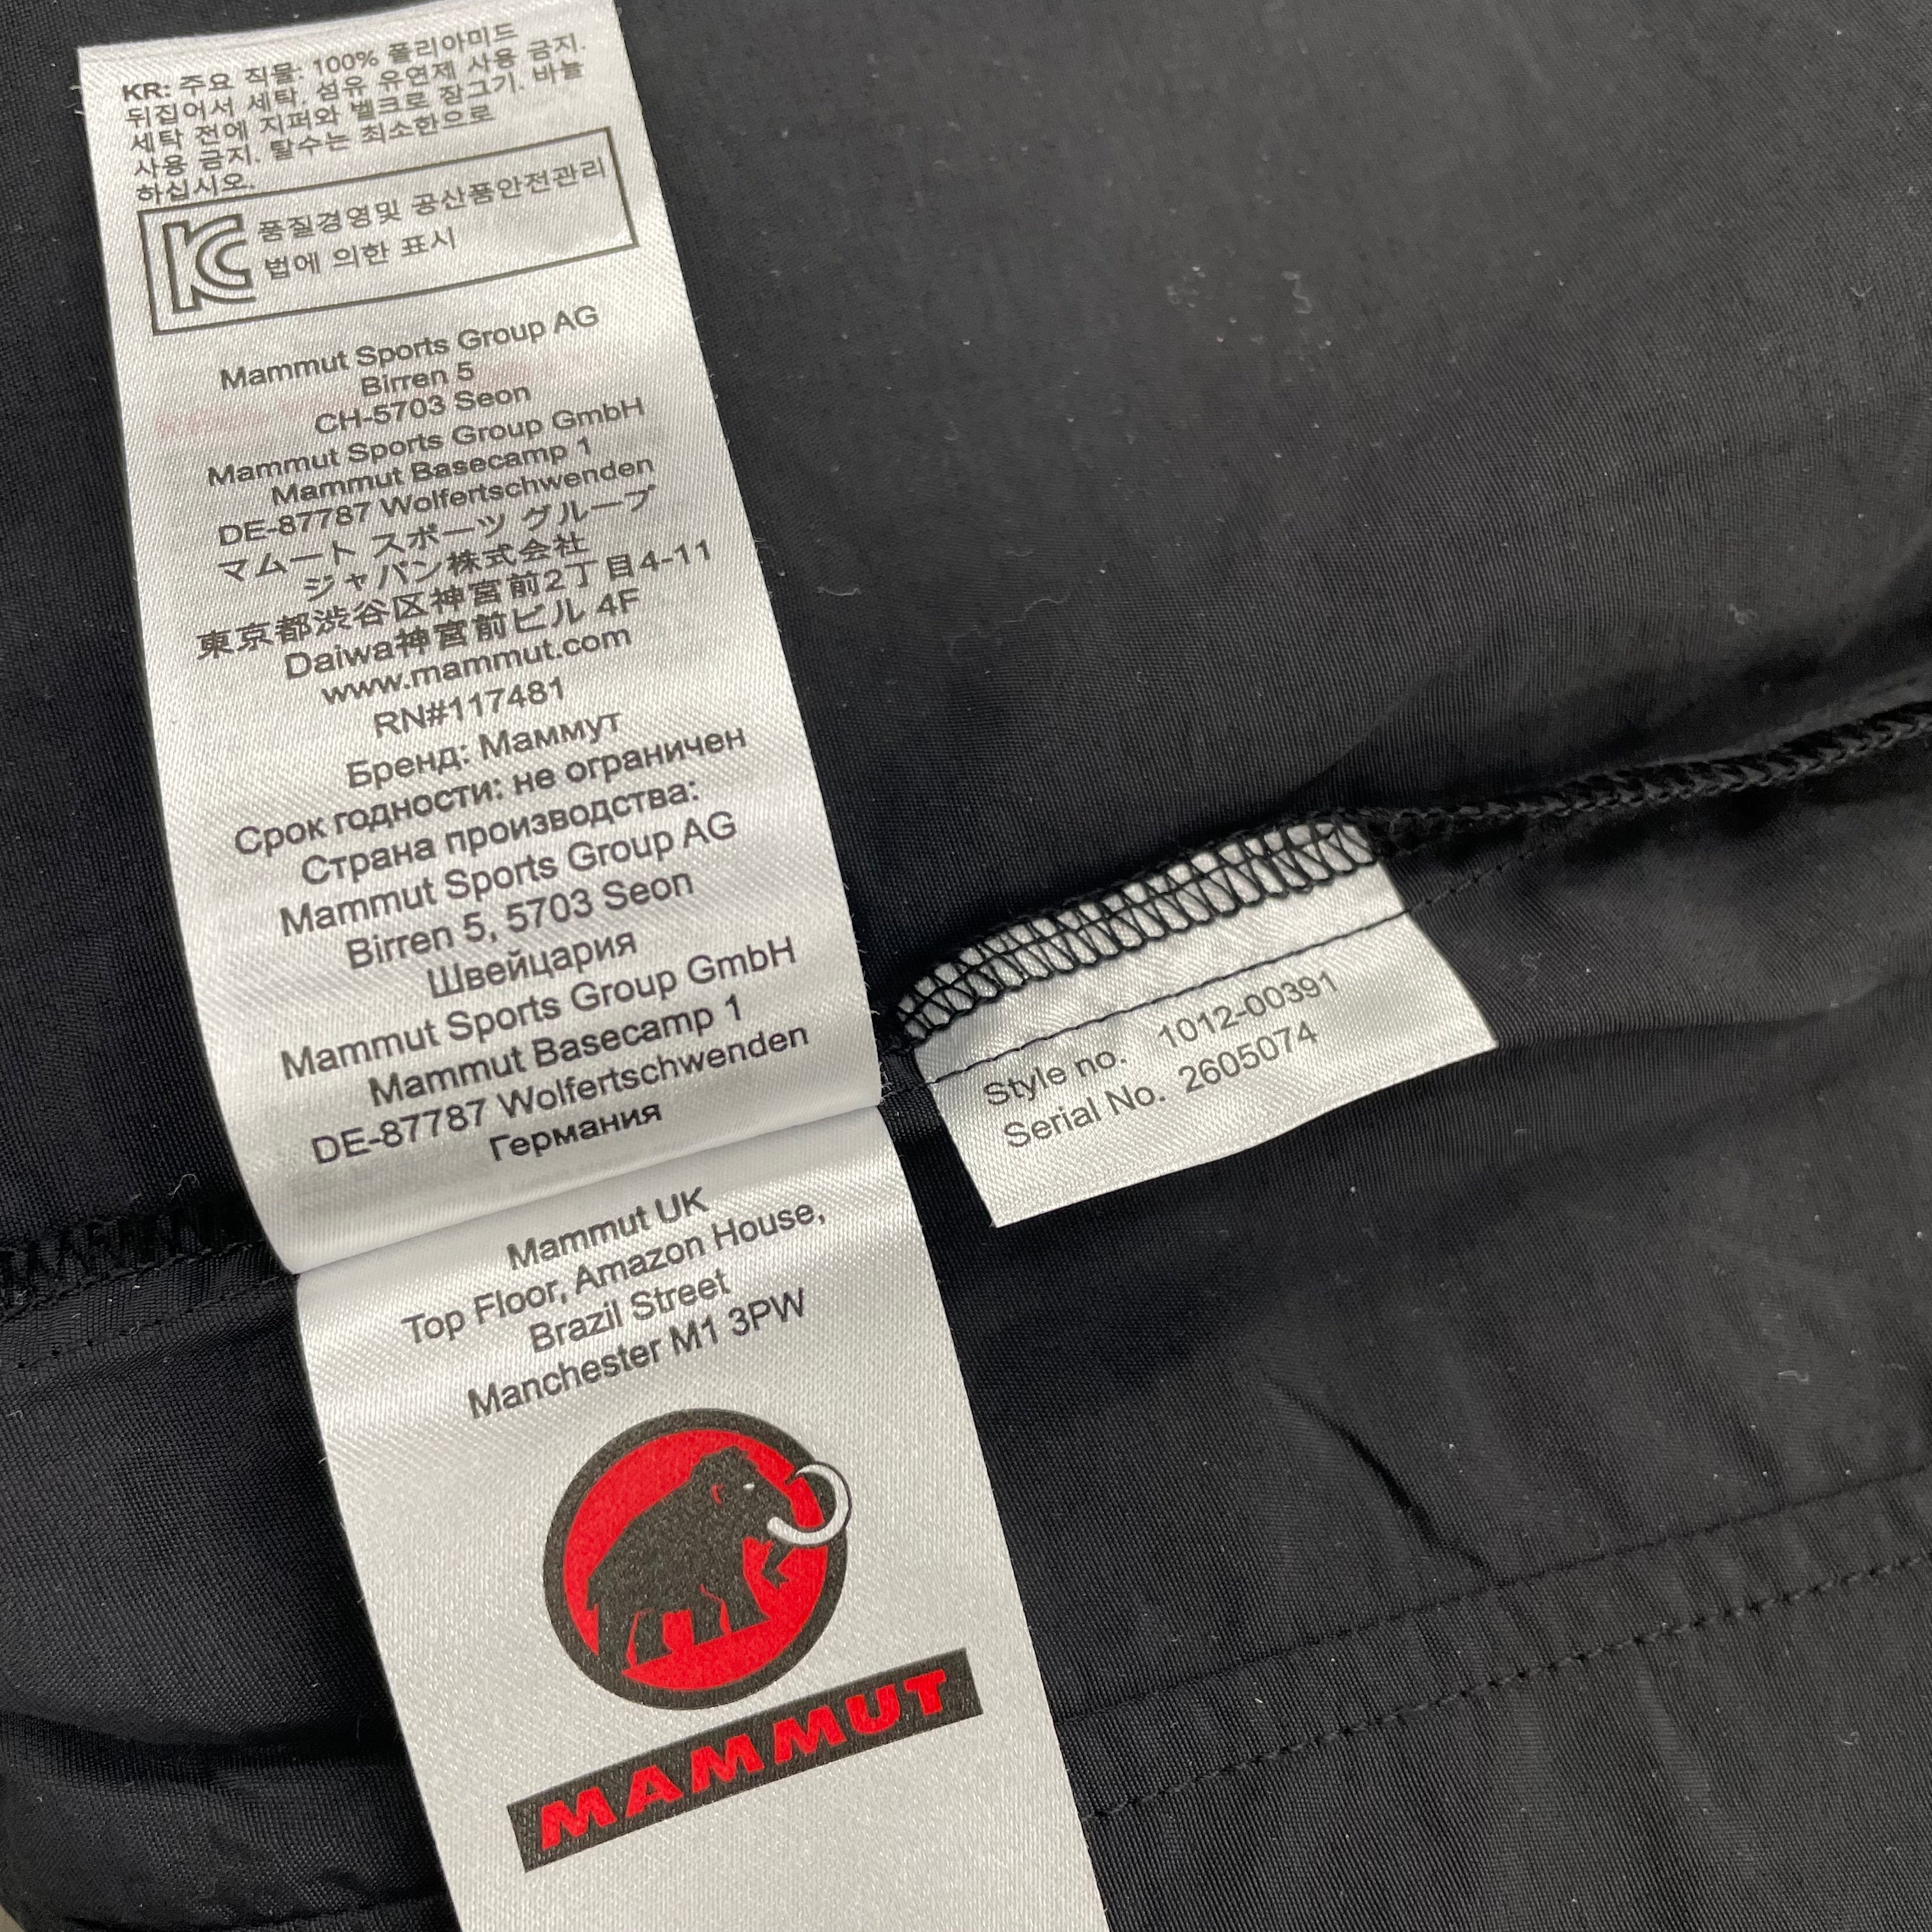 KR: 주요 직물: 100% 폴리아미드
뒤집어서 세탁. 섬유 유연제 사용 금지.
세탁 전에 지퍼와 벨크로 잠그기. 바늘
사용 금지. 탈수는 최소한으로
하십시오.
품질경영및 공산품안전관리
법에 의한 표시
Mammut Sports Group AG
Birren 5
CH-5703 Seon
Mammut Sports Group GmbH
Mammut Basecamp 1
DE-87787 Wolfertschwenden
マムート スポーツ グループ
ジャパン株式会社
東京都渋谷区神宮前2丁目4-11
Daiwa神宮前ビル 4F
www.mammut.com
RN#117481
Бренд: Маммут
Срок годности: не ограничен
Страна производства:
Mammut Sports Group AG
Birren 5, 5703 Seon
Швейцария
Mammut Sports Group GmbH
Mammut Basecamp 1
DE-87787 Wolfertschwenden
Германия
Mammut UK
Top Floor, Amazon House,
Brazil Street
Manchester M1 3PW
MAMMUT
Style no. 1012-00391
Serial No. 2605074